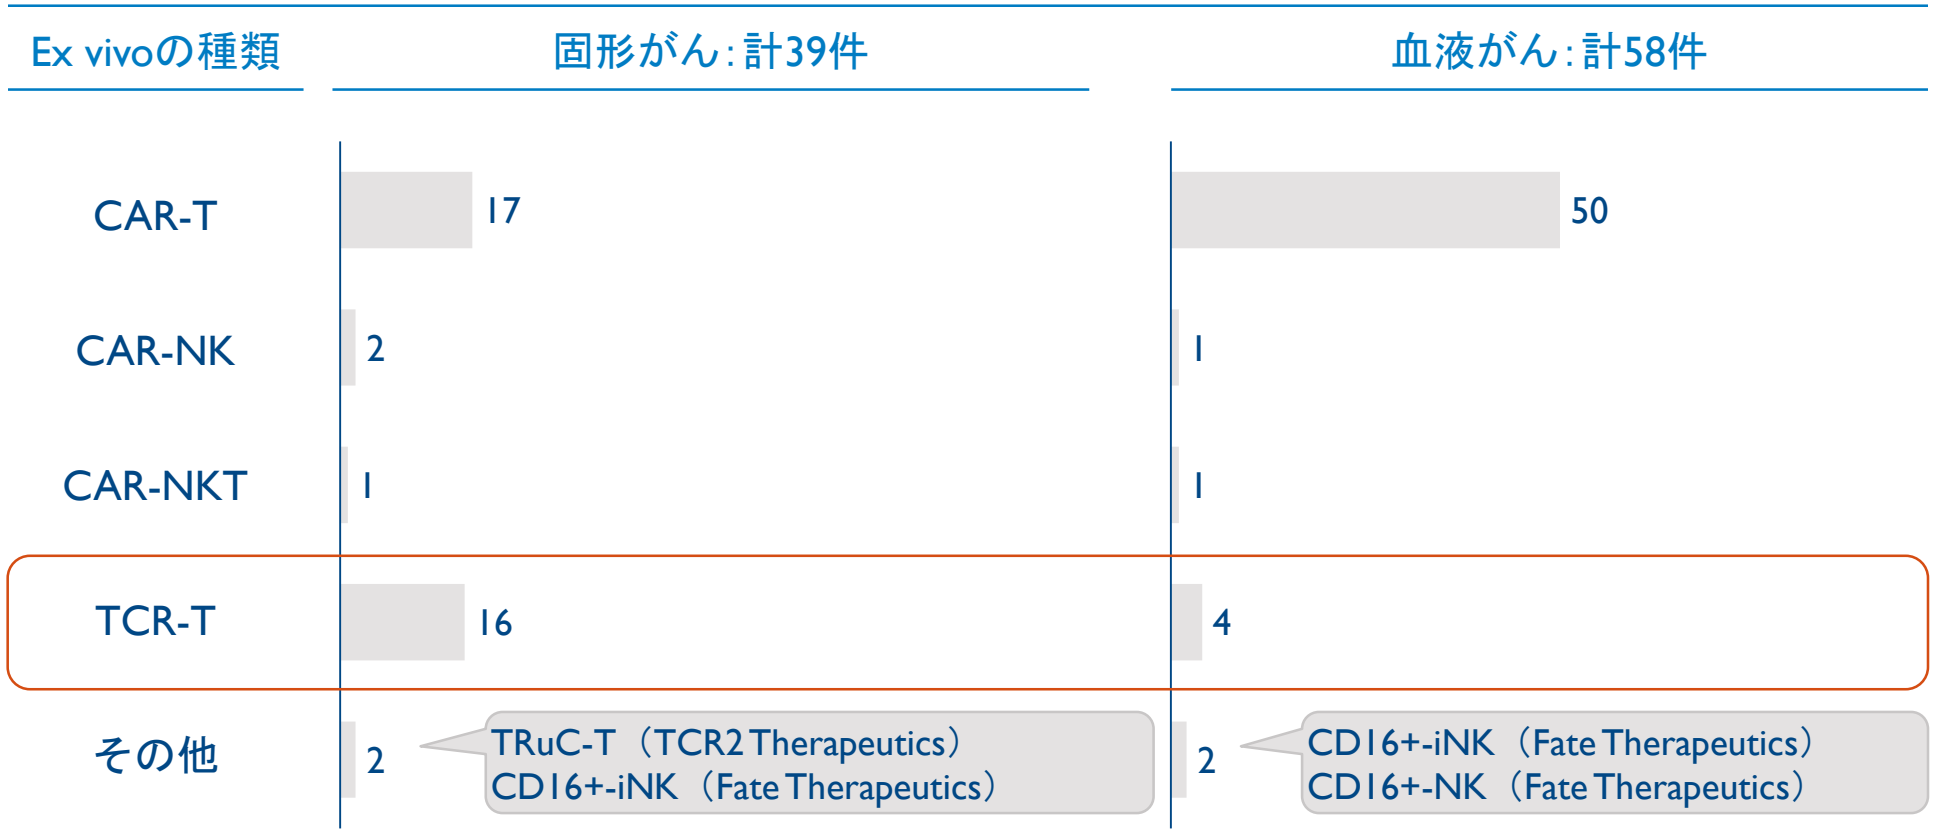 Ex vivoの種類
固形がん:計39件
血液がん:計58件
CAR-T
17
50
CAR-NK
2
1
CAR-NKT
1
1
TCR-T
16
4
その他
2
TRuC-T（TCR2 Therapeutics）
CD16+-iNK（Fate Therapeutics）
2
CD16+-iNK（Fate Therapeutics）
CD16+-NK（Fate Therapeutics）